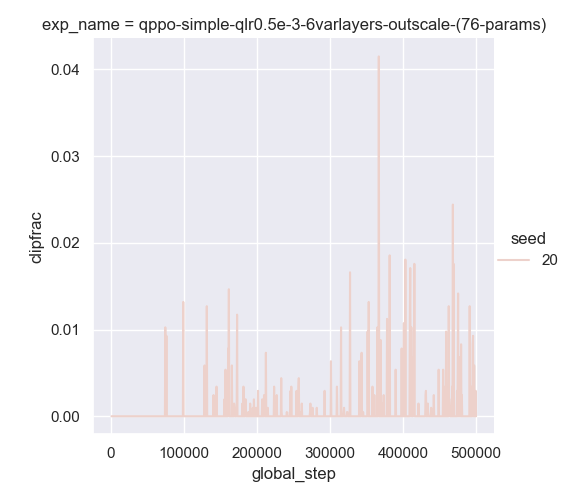 exp_name = qppo-simple-qlr0.5e-3-6varlayers-outscale-(76-params)
0.04
0.03
0.02
0.01
0.00
clipfrac
0 100000 200000 300000 400000 500000
global_step
seed
20